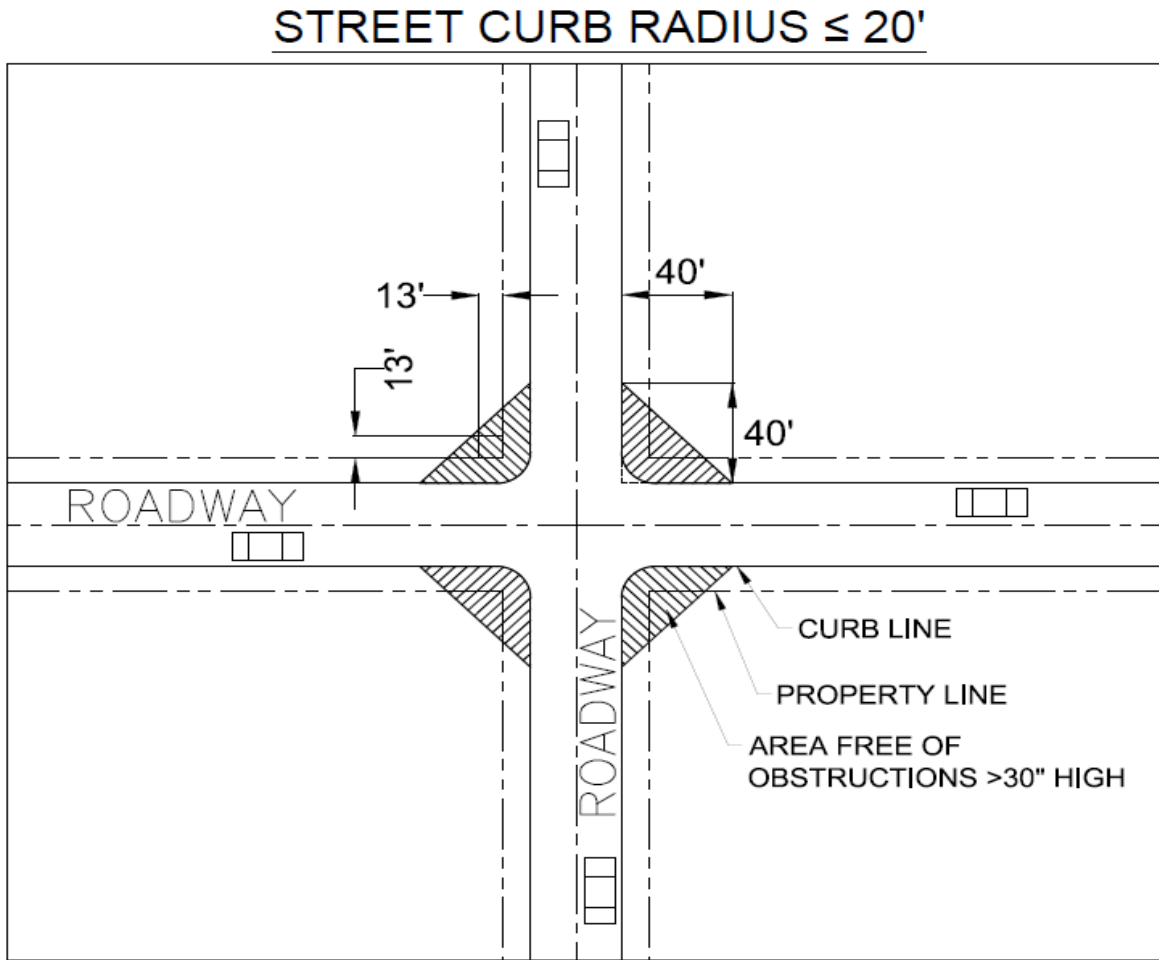 STREET CURB RADIUS ≤ 20'
40'
13'
13'
40'
ROADWAY
CURB LINE
ROADWAY
PROPERTY LINE
AREA FREE OF
OBSTRUCTIONS >30" HIGH